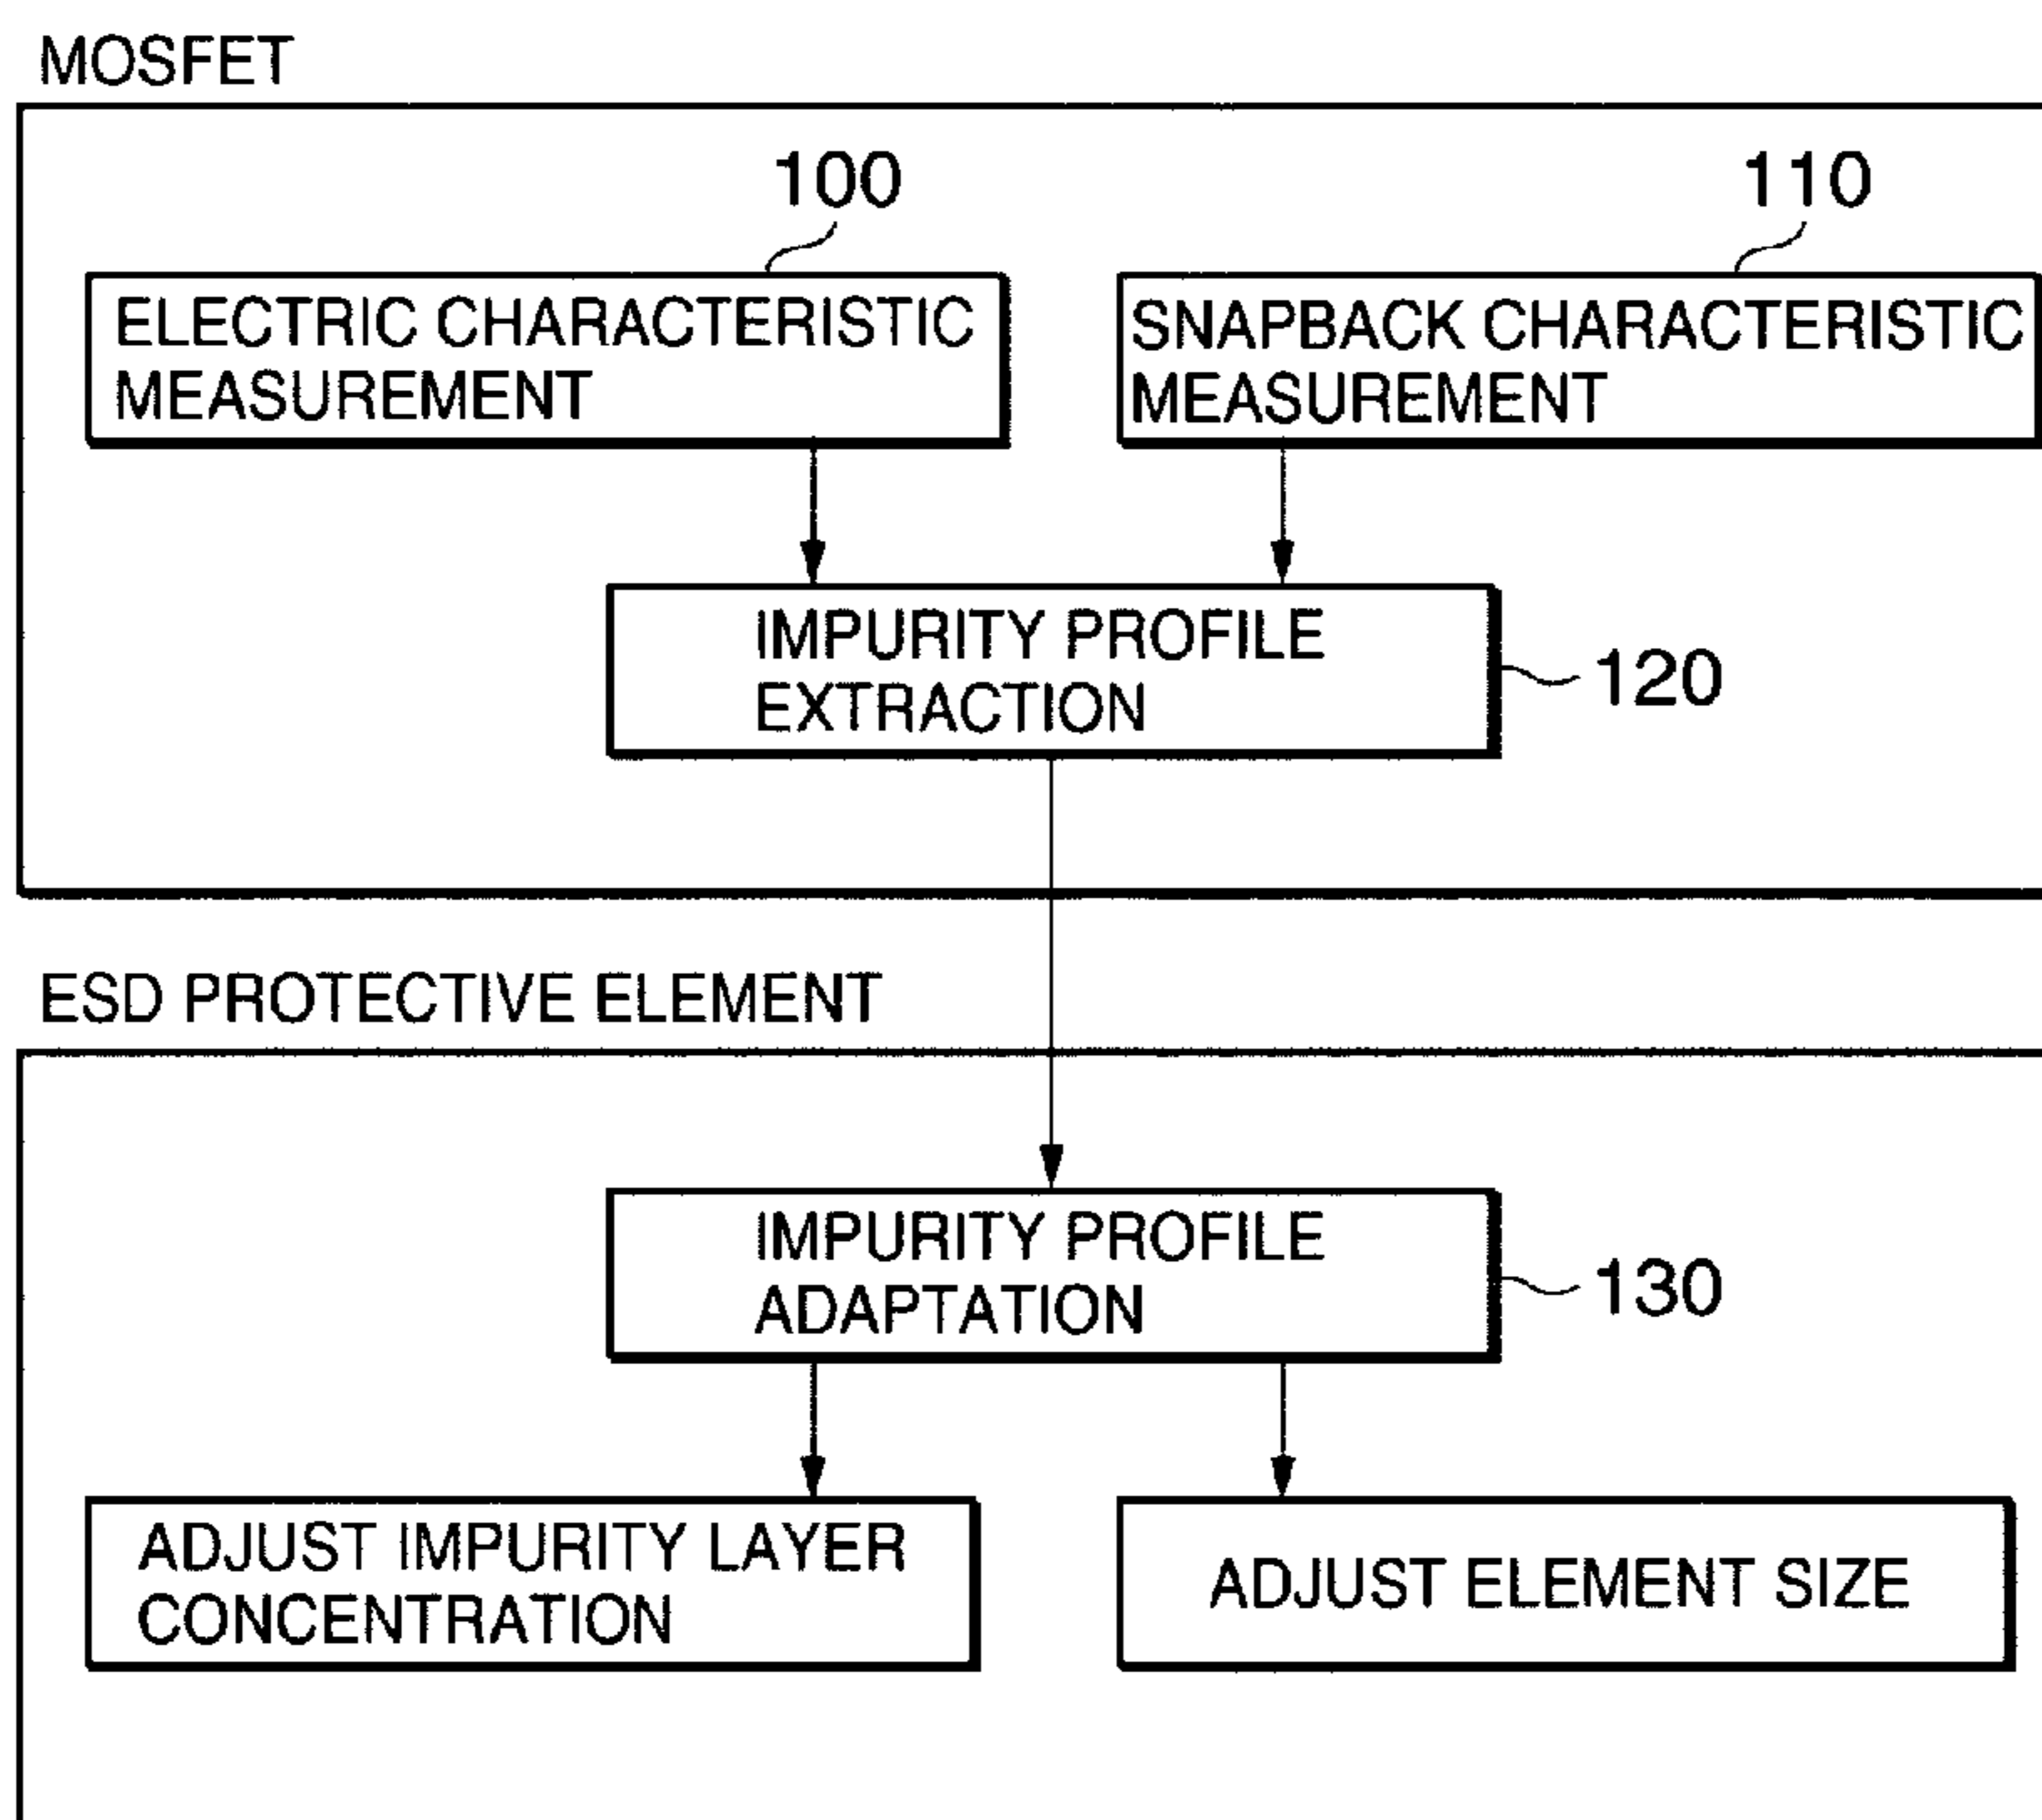 MOSFET
100
110
ELECTRIC CHARACTERISTIC
MEASUREMENT
SNAPBACK CHARACTERISTIC
MEASUREMENT
IMPURITY PROFILE
EXTRACTION
120
ESD PROTECTIVE ELEMENT
IMPURITY PROFILE
ADAPTATION
130
ADJUST IMPURITY LAYER
CONCENTRATION
ADJUST ELEMENT SIZE